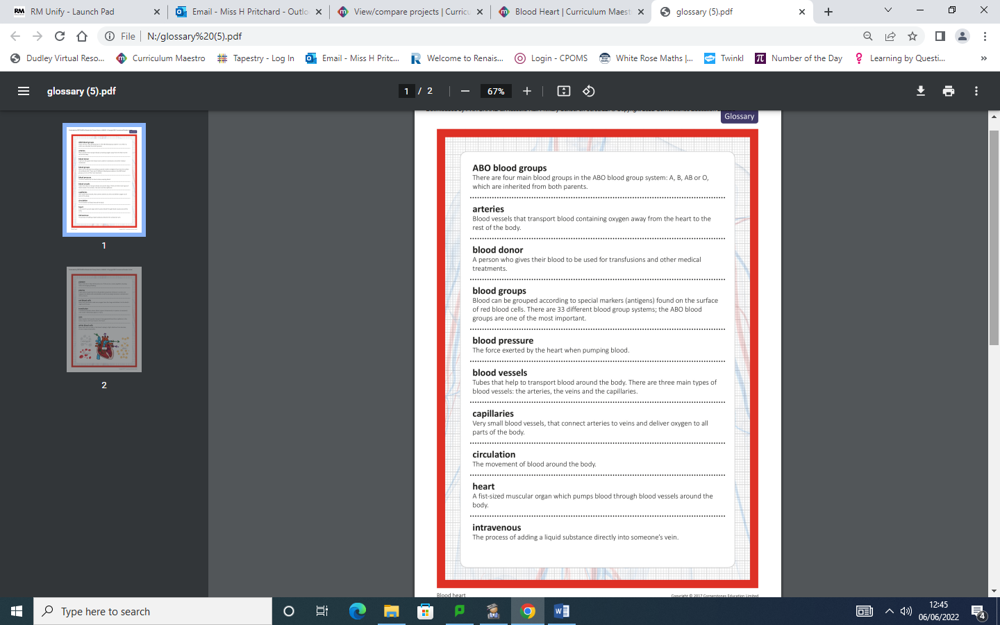 RM Unify - Launch Pad
Email - Miss H Pritchard - Outlo
View/compare projects | Curricu
Blood Heart | Curriculum Maest
glossary (5).pdf
File
N:/glossary%20(5).pdf
Dudley Virtual Reso...
Curriculum Maestro
Tapestry - Log In
Email - Miss H Pritc...
Welcome to Renais...
Login - CPOMS
White Rose Maths |...
Twinkl
Number of the Day
Learning by Questi...
»
glossary (5).pdf
1 / 2
67%
1
2
Glossary
ABO blood groups
There are four main blood groups in the ABO blood group system: A, B, AB or O,
which are inherited from both parents.
arteries
Blood vessels that transport blood containing oxygen away from the heart to the
rest of the body.
blood donor
A person who gives their blood to be used for transfusions and other medical
treatments.
blood groups
Blood can be grouped according to special markers (antigens) found on the surface
of red blood cells. There are 33 different blood group systems; the ABO blood
groups are one of the most important.
blood pressure
The force exerted by the heart when pumping blood.
blood vessels
Tubes that help to transport blood around the body. There are three main types of
blood vessels: the arteries, the veins and the capillaries.
capillaries
Very small blood vessels, that connect arteries to veins and deliver oxygen to all
parts of the body.
circulation
The movement of blood around the body.
heart
A fist-sized muscular organ which pumps blood through blood vessels around the
body.
intravenous
The process of adding a liquid substance directly into someone's vein.
Blood heart
Copyright © 2017 Cornerstones Education Limited
Type here to search
12:45
06/06/2022
4